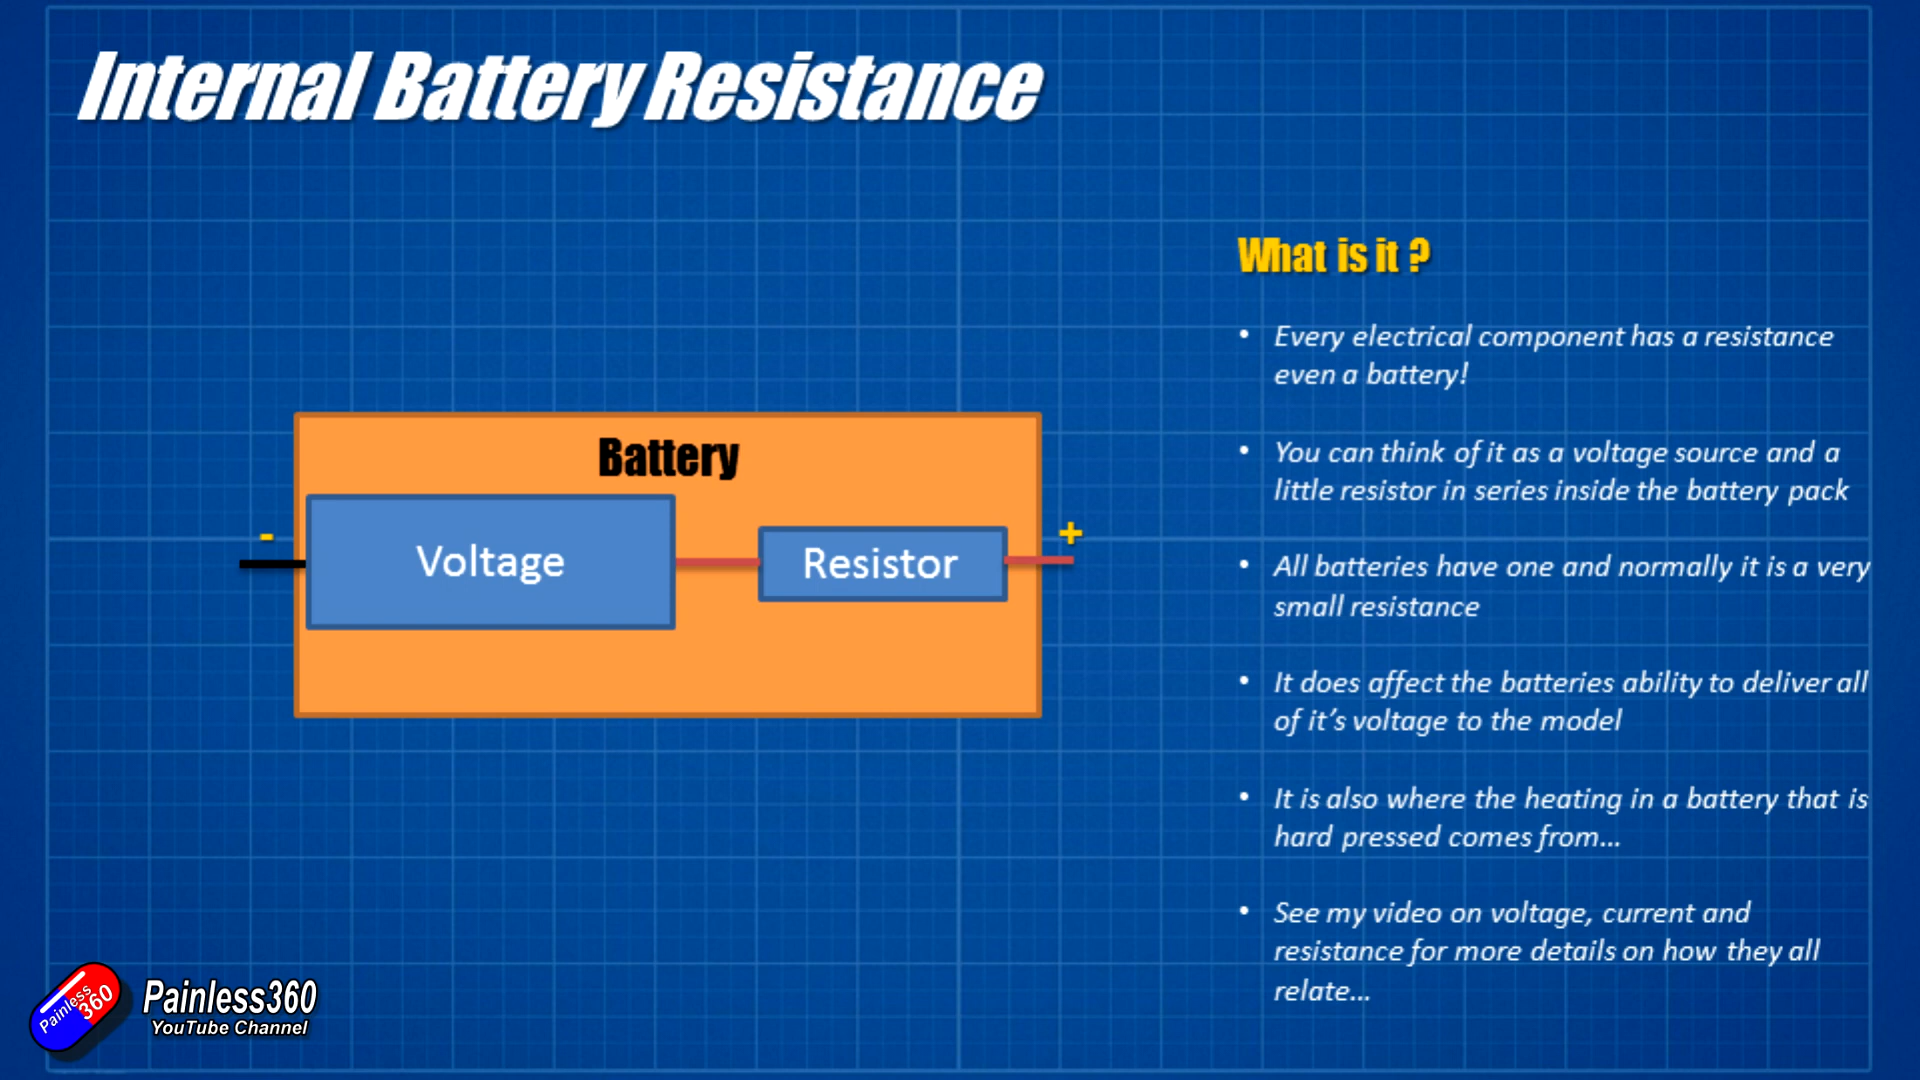 Internal Battery Resistance
What is it ?
• Every electrical component has a resistance
even a battery!
• You can think of it as a voltage source and a
little resistor in series inside the battery pack
• All batteries have one and normally it is a very
small resistance
• It does affect the batteries ability to deliver all
of it’s voltage to the model
• It is also where the heating in a battery that is
hard pressed comes from...
• See my video on voltage, current and
resistance for more details on how they all
relate...
Battery
-
Voltage
Resistor
+
Painless
360
Painless360
YouTube Channel